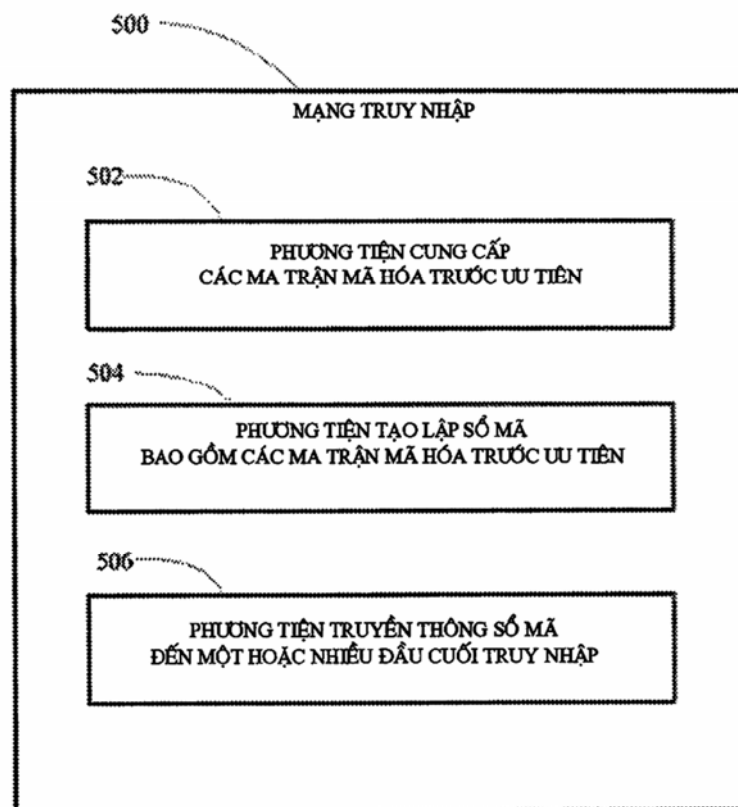 500
MẠNG TRUY NHẬP
502
PHƯƠNG TIỆN CUNG CẤP
CÁC MA TRẬN MÃ HÓA TRƯỚC ƯU TIÊN
504
PHƯƠNG TIỆN TẠO LẬP SỔ MÃ
BAO GỒM CÁC MA TRẬN MÃ HÓA TRƯỚC ƯU TIÊN
506
PHƯƠNG TIỆN TRUYỀN THÔNG SỔ MÃ
ĐẾN MỘT HOẶC NHIỀU ĐẦU CUỐI TRUY NHẬP